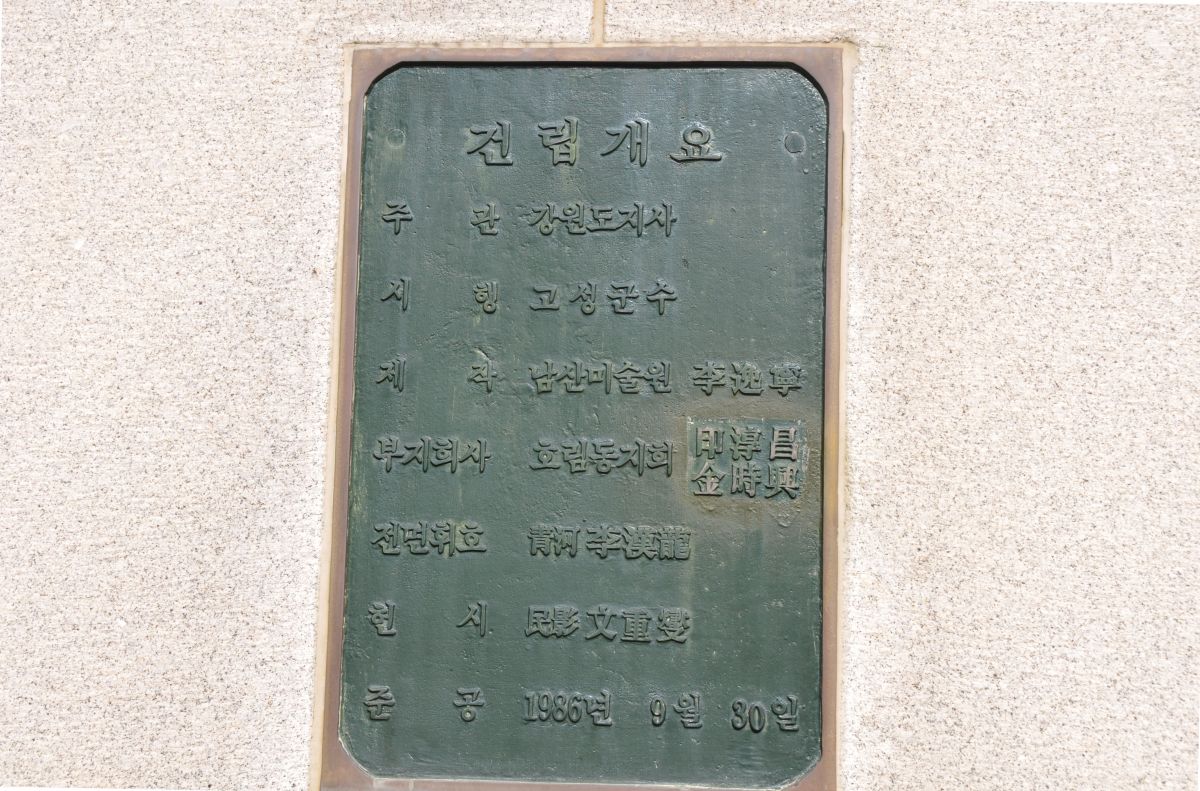 건립개요
주 관 강원도지사
시 행 고성군수
제 작 남산미술원 李逸寧
부지희사 호림동지회 印淳昌
金時興
전면휘호 靑河 李漢龍
헌 시 民影 文重燮
준 공 1986년 9월 30일